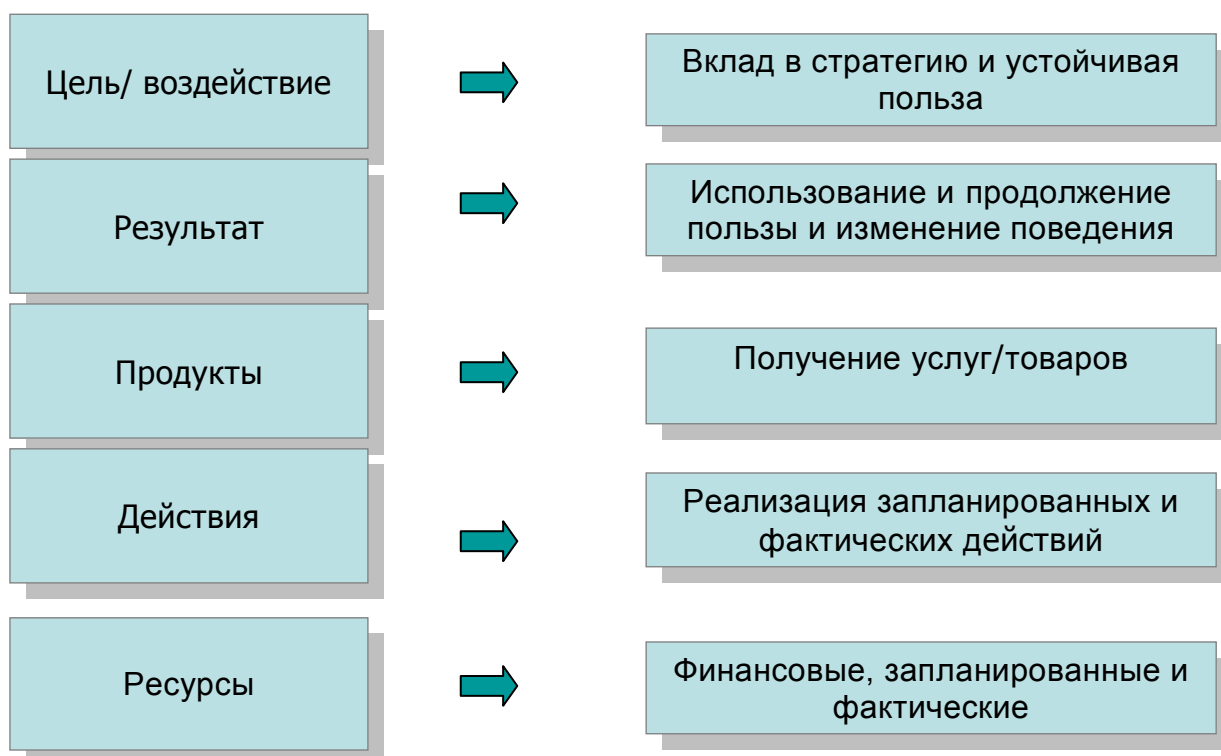 Цель/ воздействие
Вклад в стратегию и устойчивая
польза
Результат
Использование и продолжение
пользы и изменение поведения
Продукты
Получение услуг/товаров
Действия
Реализация запланированных и
фактических действий
Ресурсы
Финансовые, запланированные и
фактические